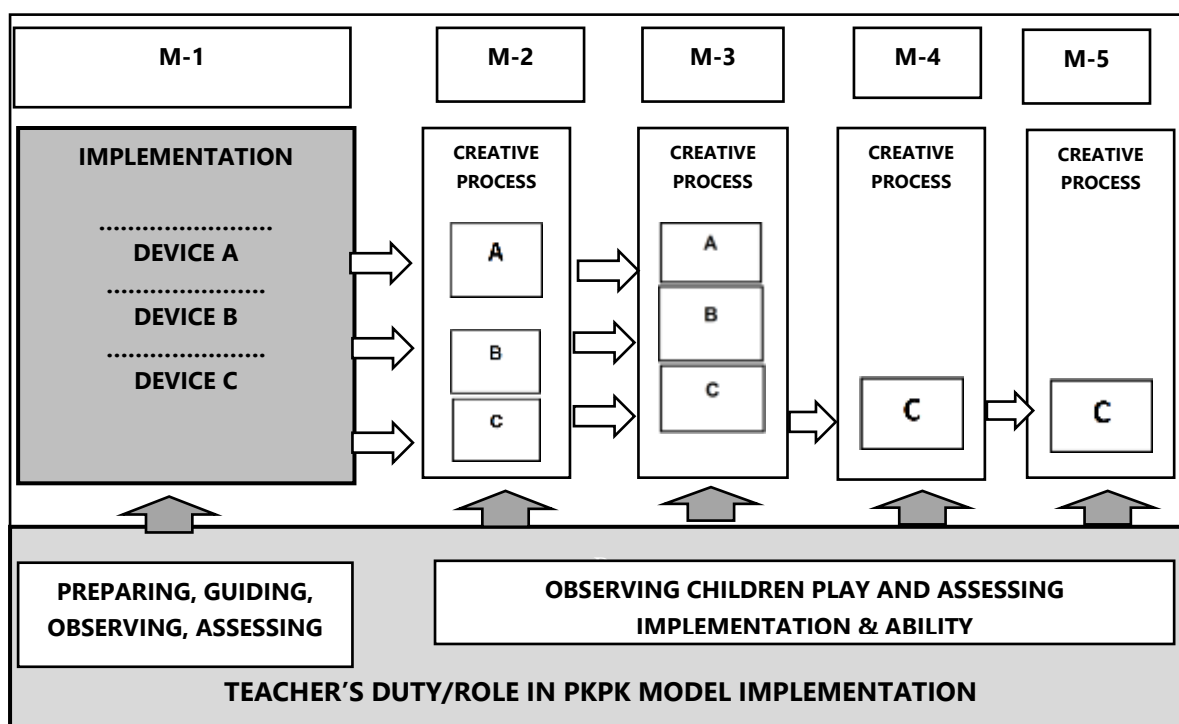 M-1
M-2
M-3
M-4
M-5
IMPLEMENTATION
........................
DEVICE A
......................
DEVICE B
......................
DEVICE C
CREATIVE
PROCESS
A
B
C
CREATIVE
PROCESS
A
B
C
CREATIVE
PROCESS
C
CREATIVE
PROCESS
C
PREPARING, GUIDING,
OBSERVING, ASSESSING
OBSERVING CHILDREN PLAY AND ASSESSING
IMPLEMENTATION & ABILITY
TEACHER’S DUTY/ROLE IN PKPK MODEL IMPLEMENTATION